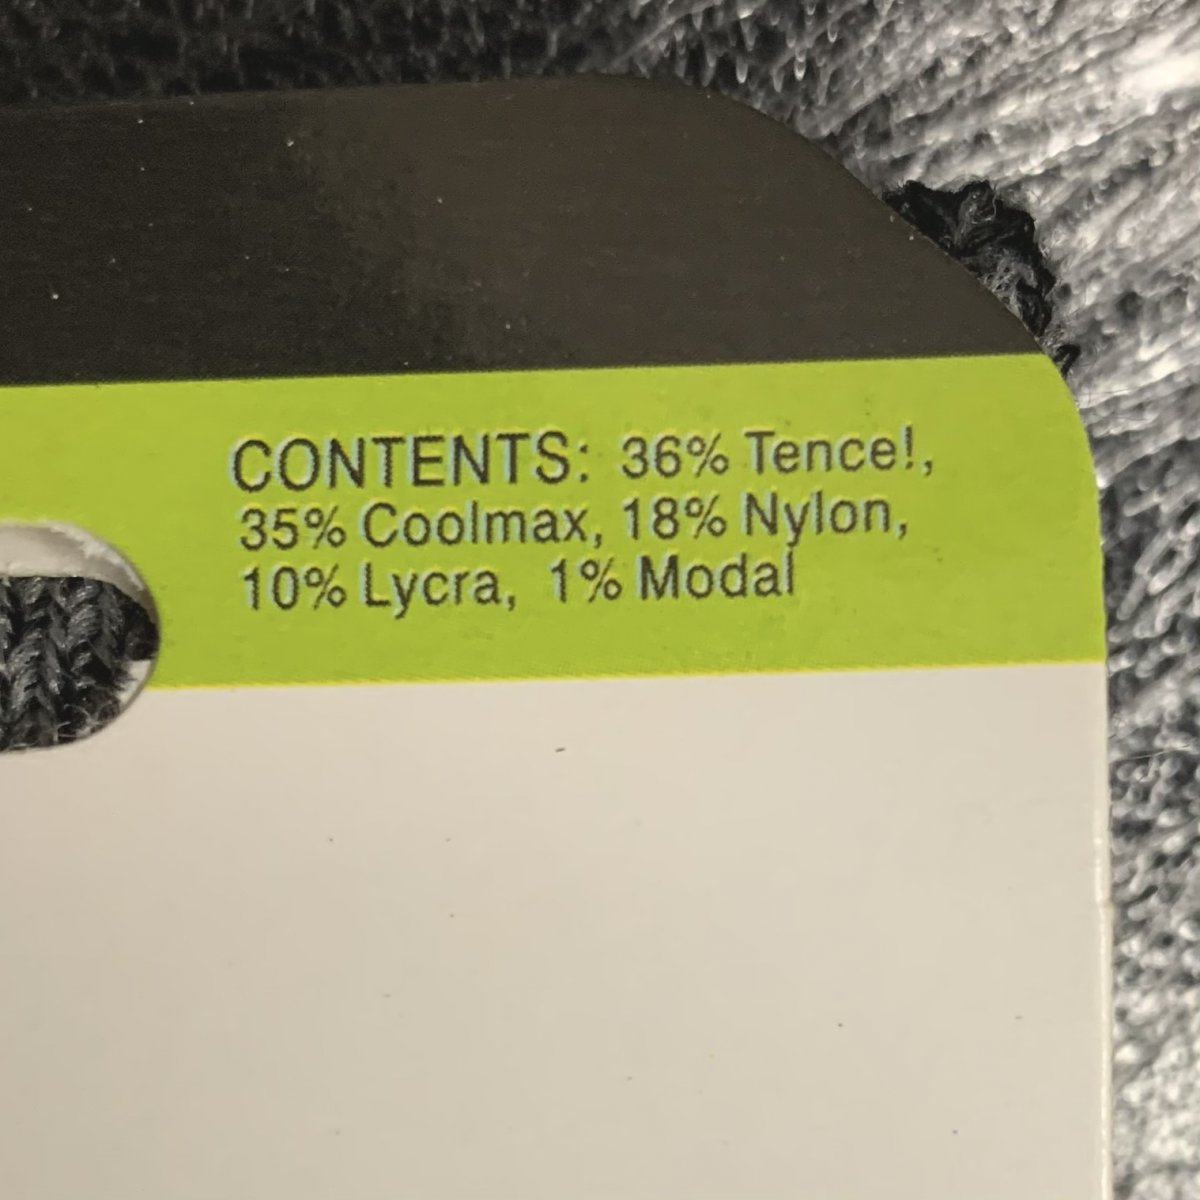 CONTENTS: 36% Tence!,
35% Coolmax, 18% Nylon,
10% Lycra, 1% Modal